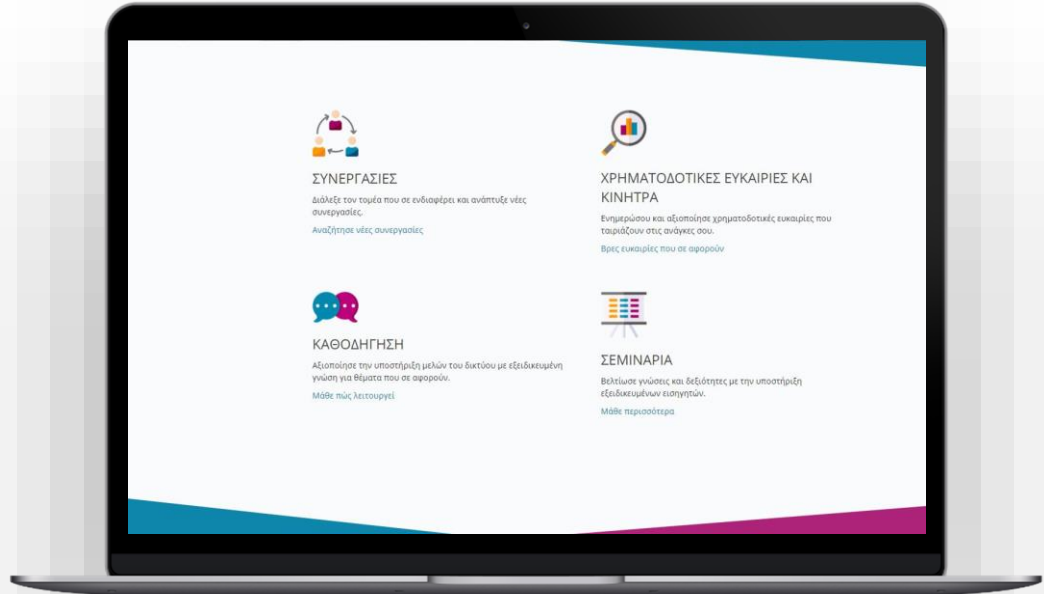 ΣΥΝΕΡΓΑΣΙΕΣ
Διάλεξε τον τομέα που σε ενδιαφέρει και ανάπτυξε νέες
συνεργασίες.
Αναζήτησε νέες συνεργασίες
ΧΡΗΜΑΤΟΔΟΤΙΚΕΣ ΕΥΚΑΙΡΙΕΣ ΚΑΙ
ΚΙΝΗΤΡΑ
Ενημερώσου και αξιοποίησε χρηματοδοτικές ευκαιρίες που
ταιριάζουν στις ανάγκες σου.
Βρες ευκαιρίες που σε αφορούν
ΚΑΘΟΔΗΓΗΣΗ
Αξιοποίησε την υποστήριξη μελών του δικτύου με εξειδικευμένη
γνώση για θέματα που σε αφορούν.
Μάθε πώς λειτουργεί
ΣΕΜΙΝΑΡΙΑ
Βελτίωσε γνώσεις και δεξιότητες με την υποστήριξη
εξειδικευμένων εισηγητών.
Μάθε περισσότερα